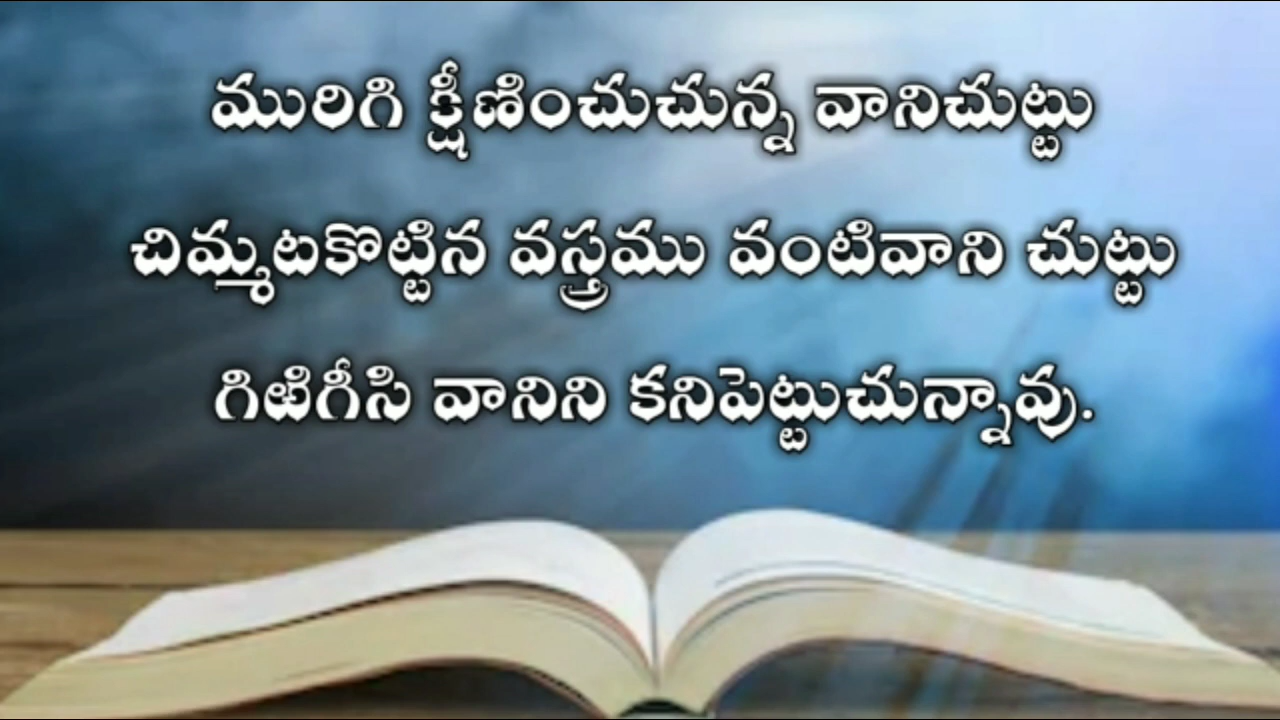 మురిగి క్షీణించుచున్న వానిచుట్టు
చిమ్మటకొట్టిన వస్త్రము వంటివాని చుట్టు
గిఱిగీసి వానిని కనిపెట్టుచున్నావు.